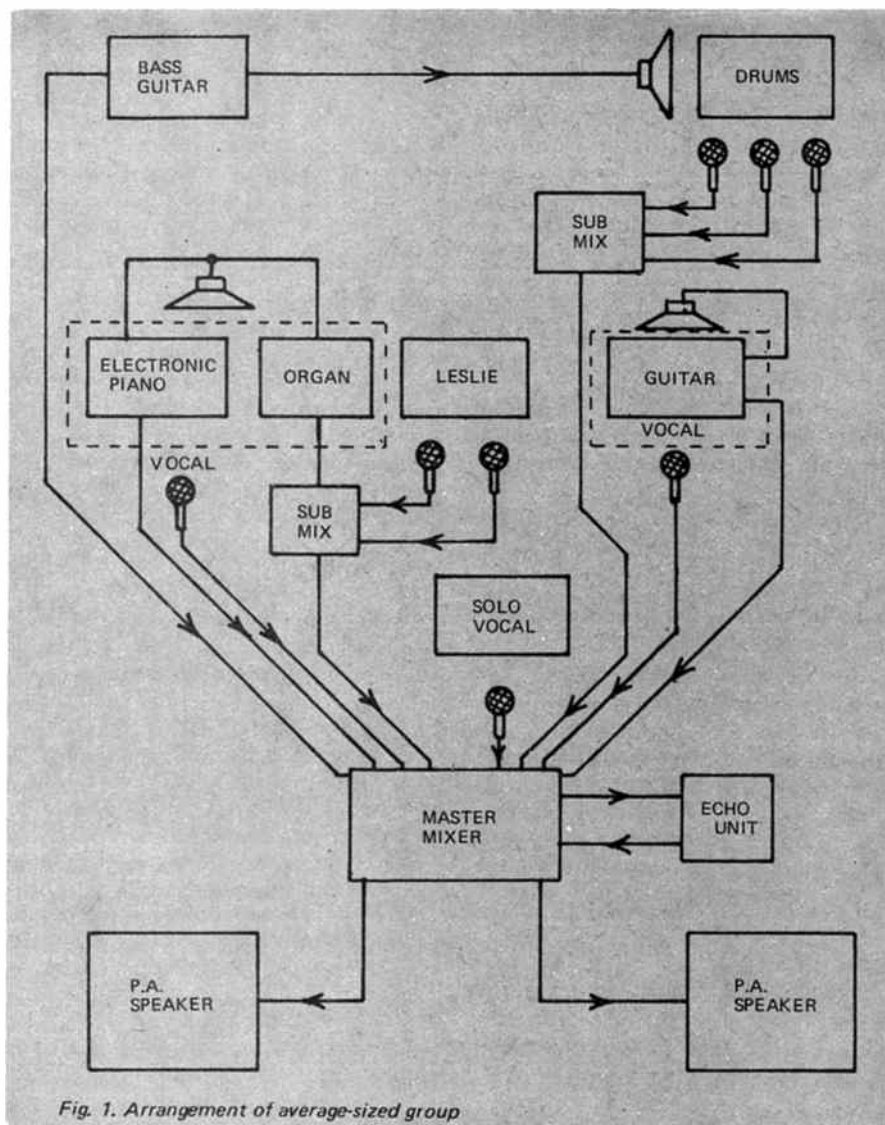 BASS
GUITAR
DRUMS
SUB
MIX
ELECTRONIC
PIANO
ORGAN
LESLIE
GUITAR
VOCAL
VOCAL
SUB
MIX
SOLO
VOCAL
MASTER
MIXER
ECHO
UNIT
P.A.
SPEAKER
P.A.
SPEAKER
Fig. 1. Arrangement of average-sized group